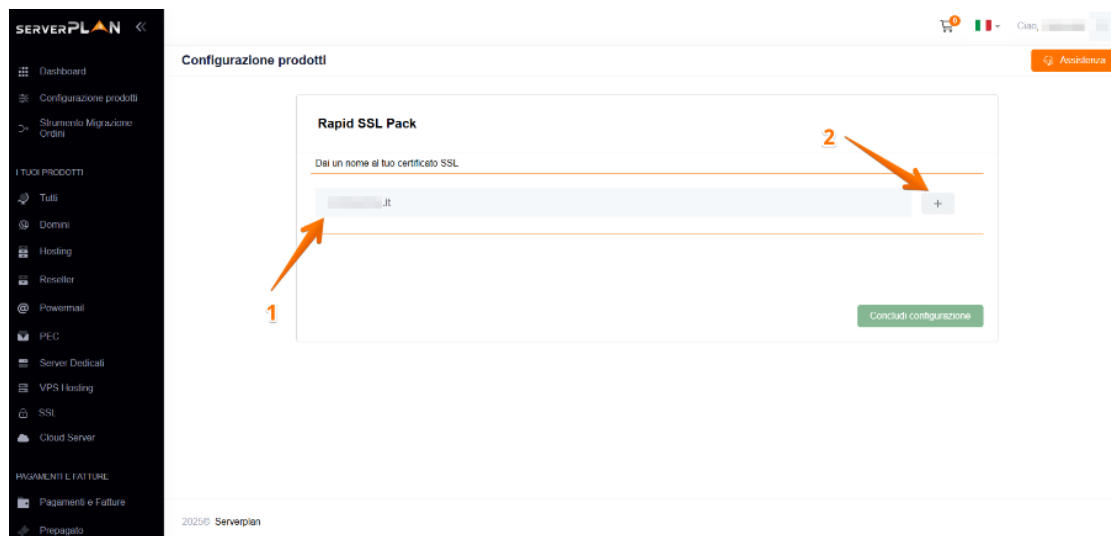 SERVERPLAN
0
Ciao,
Configurazione prodotti
Assistenza
Dashboard
Configurazione prodotti
Strumento Migrazione
Ordini
I TUOI PRODOTTI
Tutti
Domini
Hosting
Reseller
Powermail
PEC
Server Dedicati
VPS Hosting
SSL
Cloud Server
PAGAMENTI E FATTURE
Pagamenti e Fatture
Prepagato
Rapid SSL Pack
2
Dai un nome al tuo certificato SSL
.it
+
1
Concludi configurazione
2025© Serverplan